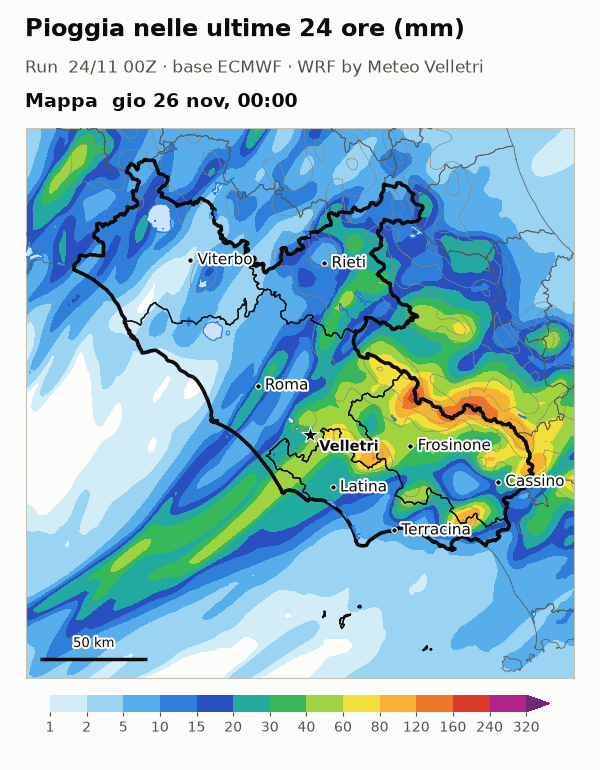 Pioggia nelle ultime 24 ore (mm)
Run 24/11 00Z · base ECMWF · WRF by Meteo Velletri
Mappa gio 26 nov, 00:00
Viterbo
Rieti
Roma
Velletri
Frosinone
Cassino
Latina
Terracina
50 km
1 2 5 10 15 20 30 40 60 80 120 160 240 320